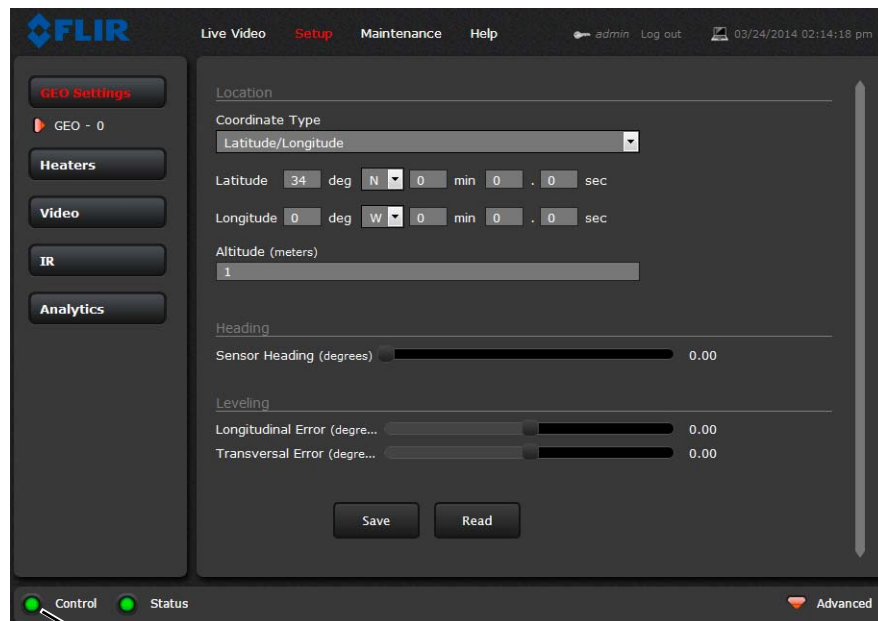 FLIR Live Video Setup Maintenance Help admin Log out 03/24/2014 02:14:18 pm
GEO Settings
GEO - 0
Heaters
Video
IR
Analytics
Location
Coordinate Type
Latitude/Longitude
Latitude 34 deg N 0 min 0 . 0 sec
Longitude 0 deg W 0 min 0 . 0 sec
Altitude (meters)
1
Heading
Sensor Heading (degrees) 0.00
Leveling
Longitudinal Error (degre... 0.00
Transversal Error (degre... 0.00
Save Read
Control Status Advanced